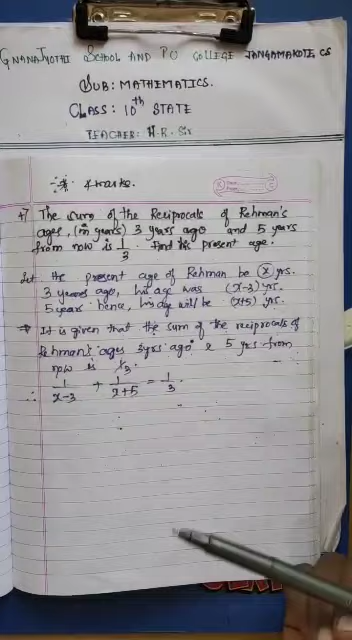 GNANAJYOTHI SCHOOL AND PU COLLEGE JANGAMAKOTE, CS
SUB: MATHEMATICS.
CLASS: 10th STATE
TEACHER: H.R. Sir
4 marks.
4) The sum of the Reciprocals of Rehman's
ages, (in years) 3 years ago and 5 years
from now is 1/3. Find his present age.
Let the present age of Rehman be (x) yrs.
3 years ago, his age was (x-3) yrs.
5 years hence, his age will be (x+5) yrs.
⇒ It is given that the sum of the reciprocals of
Rehman's ages 3yrs ago & 5 yrs from
now is 1/3.
∴ 1/x-3 + 1/x+5 = 1/3.